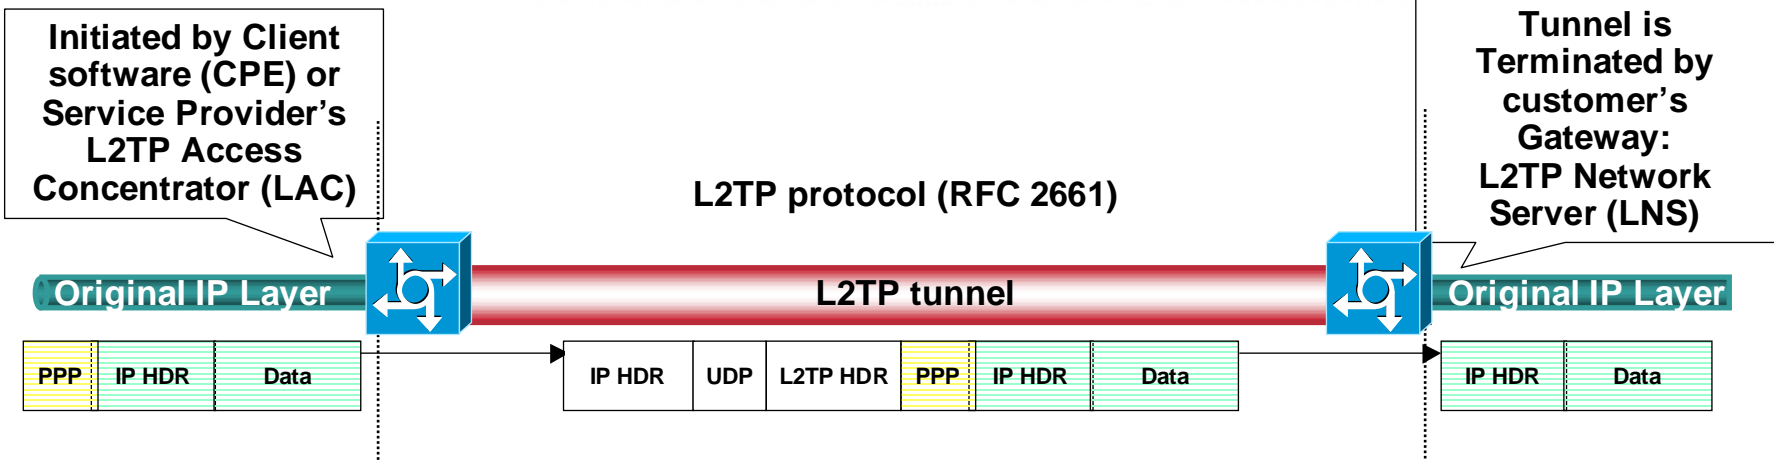 Initiated by Client
software (CPE) or
Service Provider’s
L2TP Access
Concentrator (LAC)
Tunnel is
Terminated by
customer’s
Gateway:
L2TP Network
Server (LNS)
L2TP protocol (RFC 2661)
Original IP Layer
L2TP tunnel
Original IP Layer
PPP IP HDR Data
IP HDR UDP L2TP HDR PPP IP HDR Data
IP HDR Data